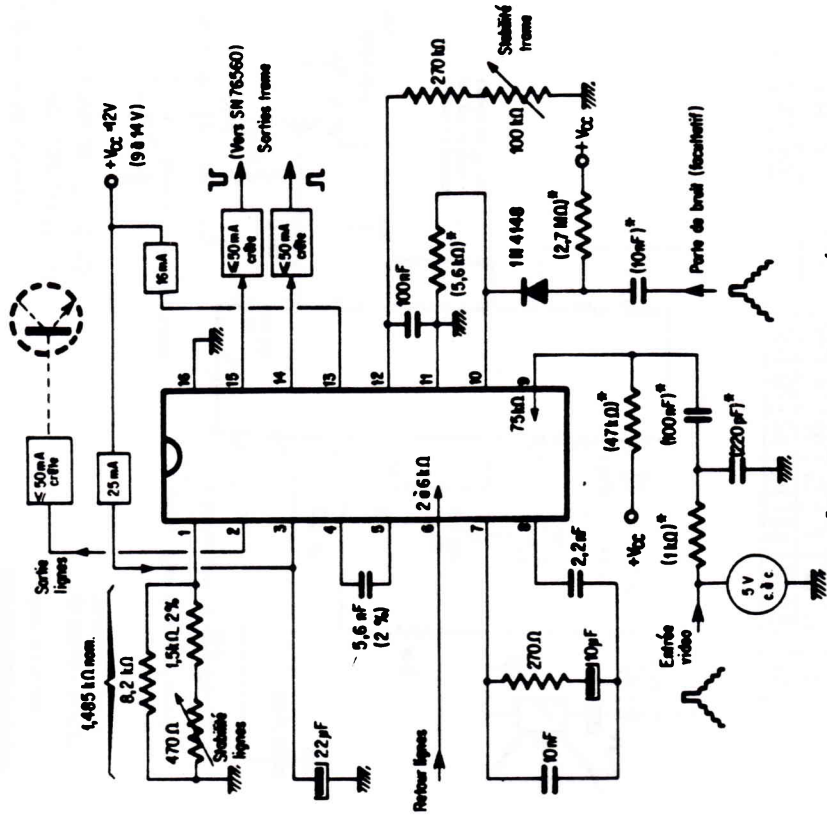 + VCC = 12V
(9 à 14 V)
Sortie
lignes
≤ 50 mA
crête
25 mA
16 mA
≤ 50 mA
crête
≤ 50 mA
crête
(Vers SN 76560)
Sorties trame
1,485 kΩ nom.
8,2 kΩ
470 Ω
1,5 kΩ 2%
Stabilité
lignes
22 µF
5,6 nF
(2 %)
Retour lignes
2 à 6 kΩ
10 nF
270 Ω
10 µF
2,2 nF
1
2
3
4
5
6
7
8
16
15
14
13
12
11
10
9
75 kΩ
100 nF
(5,6 kΩ)*
270 kΩ
100 kΩ
Stabilité
trame
1N 4148
+ VCC
(2,7 MΩ)*
(10 nF)*
Porte de bruit (facultatif)
(47 kΩ)*
+VCC
(100 nF)*
(1 kΩ)*
(220 pF)*
Entrée
vidéo
5 V
c.à c.